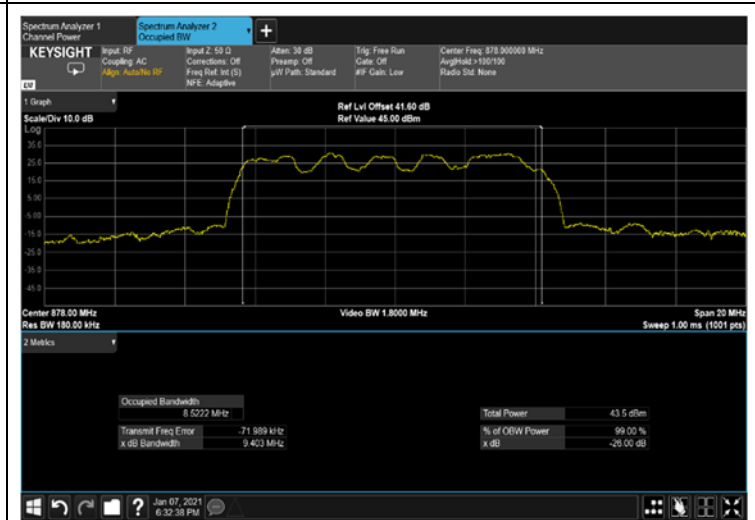 Spectrum Analyzer 1
Channel Power
Spectrum Analyzer 2
Occupied BW
+
KEYSIGHT
Input: RF
Coupling: AC
Align: Auto/No RF
Input Z: 50 Ω
Corrections: Off
Freq Ref: Int (S)
NFE: Adaptive
Atten: 30 dB
Preamp: Off
µW Path: Standard
Trig: Free Run
Gate: Off
#IF Gain: Low
Center Freq: 878.000000 MHz
Avg|Hold:>100/100
Radio Std: None
1 Graph
Scale/Div 10.0 dB
Ref Lvl Offset 41.60 dB
Ref Value 45.00 dBm
Log
35.0
25.0
15.0
5.00
-5.00
-15.0
-25.0
-35.0
-45.0
Center 878.00 MHz
Res BW 180.00 kHz
Video BW 1.8000 MHz
Span 20 MHz
Sweep 1.00 ms (1001 pts)
2 Metrics
Occupied Bandwidth
8.5222 MHz
Transmit Freq Error -71.989 kHz
x dB Bandwidth 9.403 MHz
Total Power 43.5 dBm
% of OBW Power 99.00 %
x dB -26.00 dB
?
Jan 07, 2021
6:32:38 PM